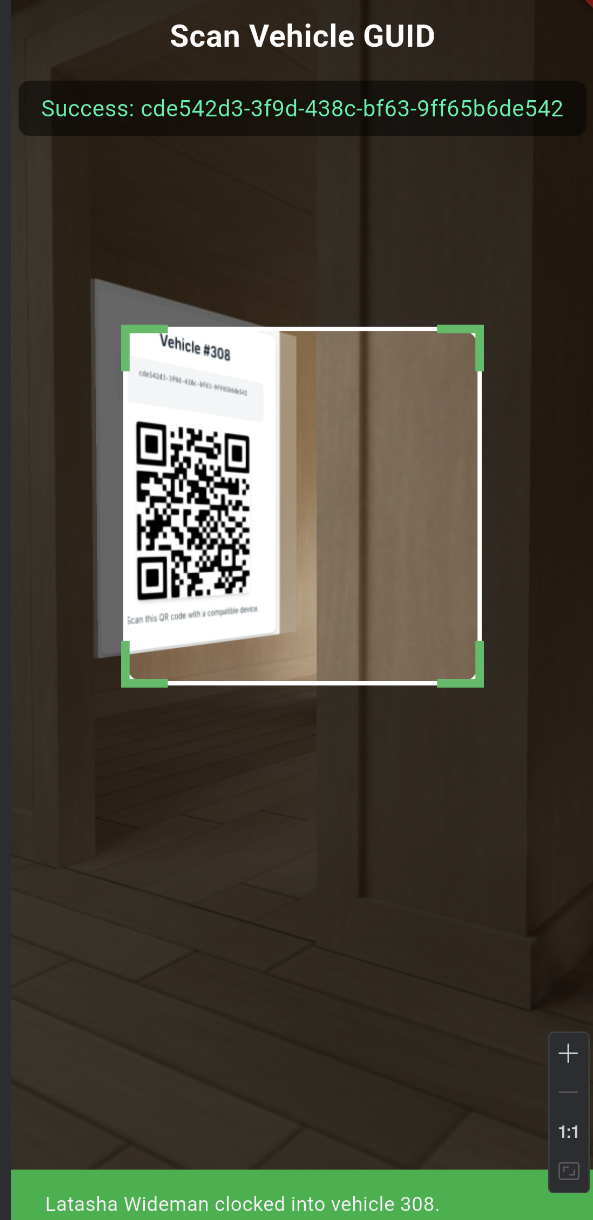 Scan Vehicle GUID
Success: cde542d3-3f9d-438c-bf63-9ff65b6de542
Vehicle #308
cde542d3-3f9d-438c-bf63-9ff65b6de542
Scan this QR code with a compatible device.
1:1
Latasha Wideman clocked into vehicle 308.